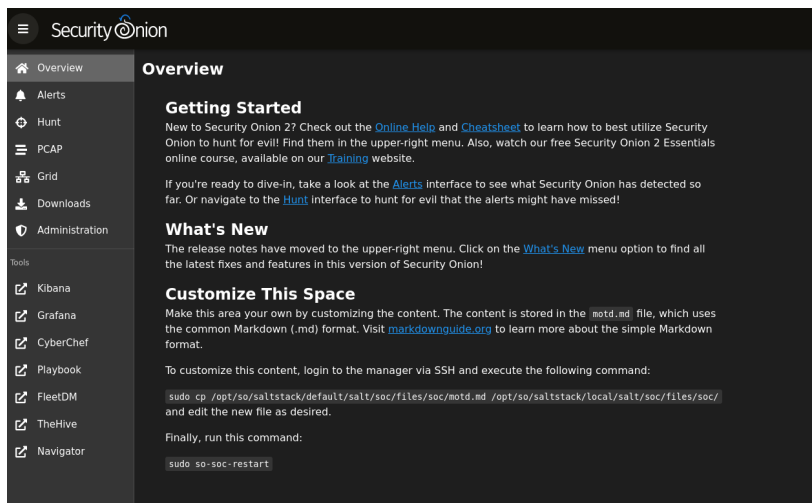 Security Onion
Overview
Alerts
Hunt
PCAP
Grid
Downloads
Administration
Tools
Kibana
Grafana
CyberChef
Playbook
FleetDM
TheHive
Navigator
Overview
Getting Started
New to Security Onion 2? Check out the Online Help and Cheatsheet to learn how to best utilize Security
Onion to hunt for evil! Find them in the upper-right menu. Also, watch our free Security Onion 2 Essentials
online course, available on our Training website.
If you're ready to dive-in, take a look at the Alerts interface to see what Security Onion has detected so
far. Or navigate to the Hunt interface to hunt for evil that the alerts might have missed!
What's New
The release notes have moved to the upper-right menu. Click on the What's New menu option to find all
the latest fixes and features in this version of Security Onion!
Customize This Space
Make this area your own by customizing the content. The content is stored in the motd.md file, which uses
the common Markdown (.md) format. Visit markdownguide.org to learn more about the simple Markdown
format.
To customize this content, login to the manager via SSH and execute the following command:
sudo cp /opt/so/saltstack/default/salt/soc/files/soc/motd.md /opt/so/saltstack/local/salt/soc/files/soc/
and edit the new file as desired.
Finally, run this command:
sudo so-soc-restart